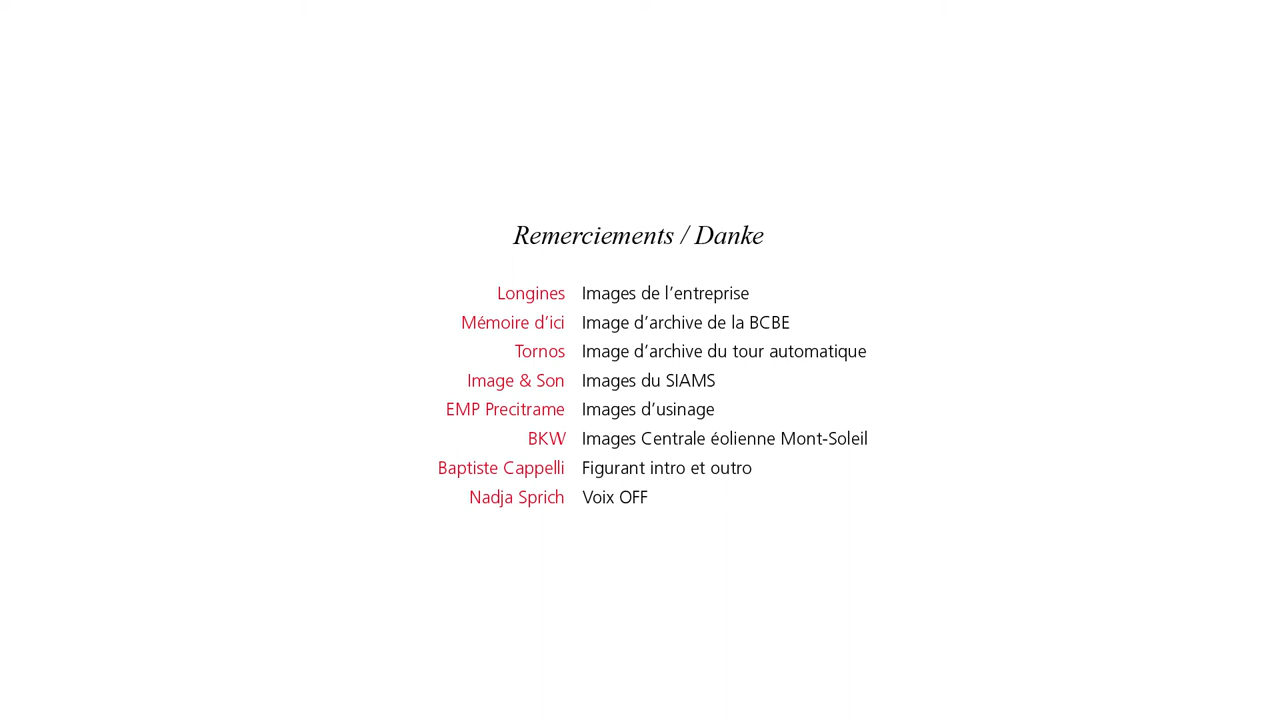 Remerciements / Danke
Longines Images de l’entreprise
Mémoire d’ici Image d’archive de la BCBE
Tornos Image d’archive du tour automatique
Image & Son Images du SIAMS
EMP Precitrame Images d’usinage
BKW Images Centrale éolienne Mont-Soleil
Baptiste Cappelli Figurant intro et outro
Nadja Sprich Voix OFF